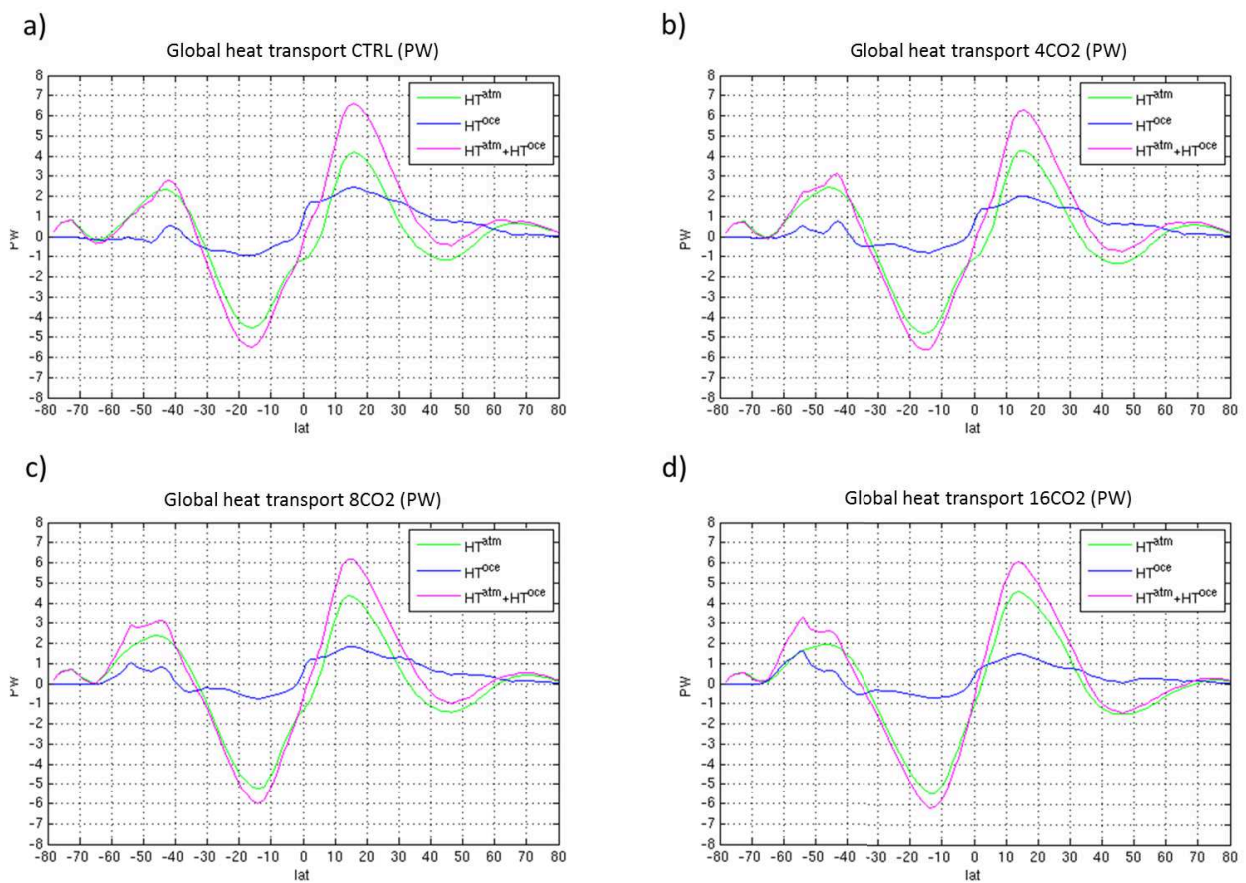 a)
Global heat transport CTRL (PW)
8
7
6
5
4
3
2
1
0
-1
-2
-3
-4
-5
-6
-7
-8
PW
HT^atm
HT^oce
HT^atm+HT^oce
-80 -70 -60 -50 -40 -30 -20 -10 0 10 20 30 40 50 60 70 80
lat
b)
Global heat transport 4CO2 (PW)
8
7
6
5
4
3
2
1
0
-1
-2
-3
-4
-5
-6
-7
-8
PW
HT^atm
HT^oce
HT^atm+HT^oce
-80 -70 -60 -50 -40 -30 -20 -10 0 10 20 30 40 50 60 70 80
lat
c)
Global heat transport 8CO2 (PW)
8
7
6
5
4
3
2
1
0
-1
-2
-3
-4
-5
-6
-7
-8
PW
HT^atm
HT^oce
HT^atm+HT^oce
-80 -70 -60 -50 -40 -30 -20 -10 0 10 20 30 40 50 60 70 80
lat
d)
Global heat transport 16CO2 (PW)
8
7
6
5
4
3
2
1
0
-1
-2
-3
-4
-5
-6
-7
-8
PW
HT^atm
HT^oce
HT^atm+HT^oce
-80 -70 -60 -50 -40 -30 -20 -10 0 10 20 30 40 50 60 70 80
lat